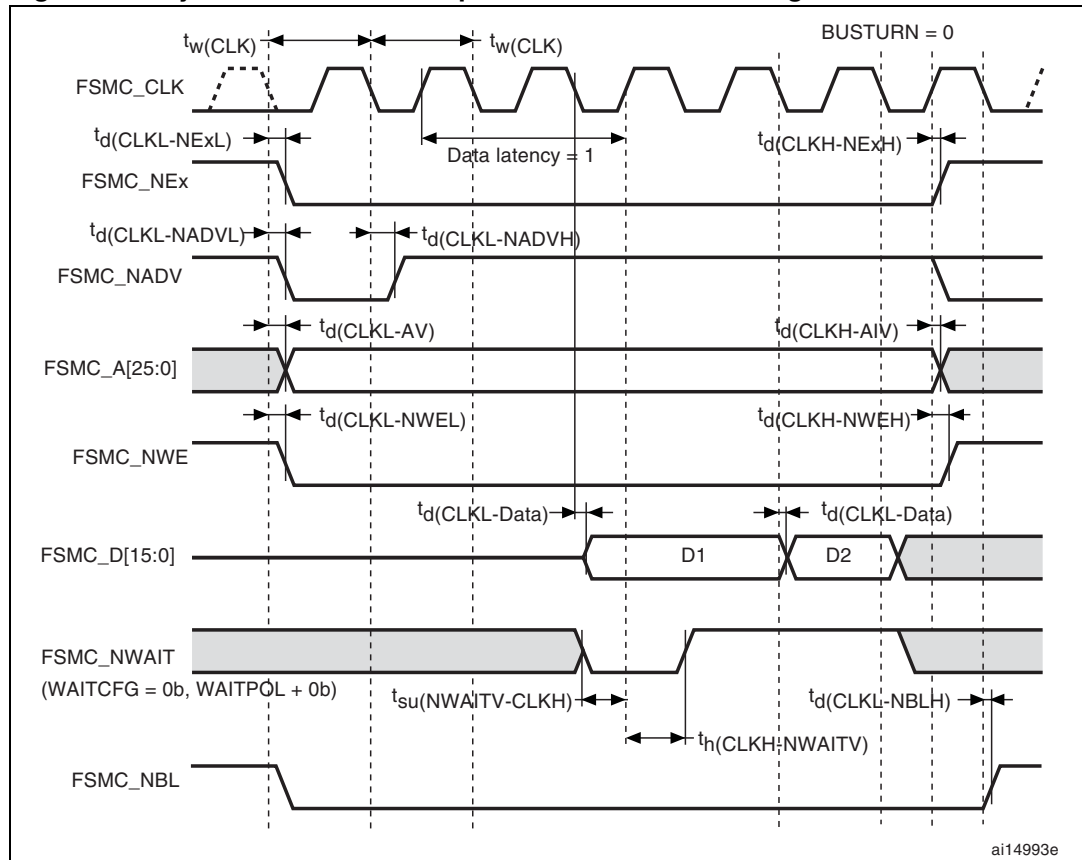 BUSTURN = 0
tw(CLK) tw(CLK)
FSMC_CLK
td(CLKL-NExL) Data latency = 1 td(CLKH-NExH)
FSMC_NEx
td(CLKL-NADVL) td(CLKL-NADVH)
FSMC_NADV
td(CLKL-AV) td(CLKH-AIV)
FSMC_A[25:0]
td(CLKL-NWEL) td(CLKH-NWEH)
FSMC_NWE
td(CLKL-Data) td(CLKL-Data)
FSMC_D[15:0] D1 D2
FSMC_NWAIT
(WAITCFG = 0b, WAITPOL + 0b)
tsu(NWAITV-CLKH) td(CLKL-NBLH)
th(CLKH-NWAITV)
FSMC_NBL
ai14993e